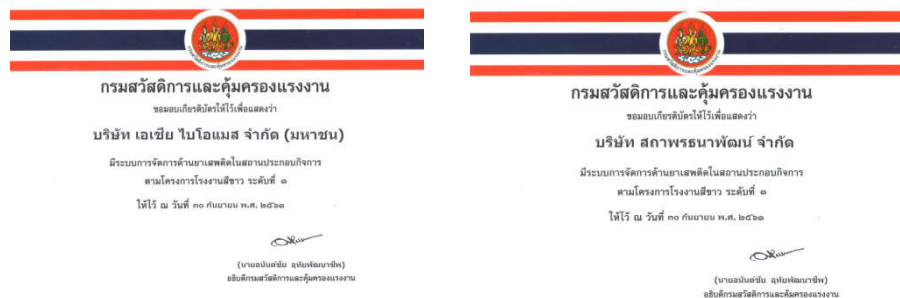 กรมสวัสดิการและคุ้มครองแรงงาน
ขอมอบเกียรติบัตรให้ไว้เพื่อแสดงว่า
บริษัท เอเซีย ไบโอแมส จำกัด (มหาชน)
มีระบบการจัดการด้านยาเสพติดในสถานประกอบกิจการ
ตามโครงการโรงงานสีขาว ระดับที่ ๑
ให้ไว้ ณ วันที่ ๓๐ กันยายน พ.ศ. ๒๕๖๑
(นายอนันต์ชัย อุทัยพัฒนาชีพ)
อธิบดีกรมสวัสดิการและคุ้มครองแรงงาน
กรมสวัสดิการและคุ้มครองแรงงาน
ขอมอบเกียรติบัตรให้ไว้เพื่อแสดงว่า
บริษัท สถาพรธนาพัฒน์ จำกัด
มีระบบการจัดการด้านยาเสพติดในสถานประกอบกิจการ
ตามโครงการโรงงานสีขาว ระดับที่ ๑
ให้ไว้ ณ วันที่ ๓๐ กันยายน พ.ศ. ๒๕๖๑
(นายอนันต์ชัย อุทัยพัฒนาชีพ)
อธิบดีกรมสวัสดิการและคุ้มครองแรงงาน